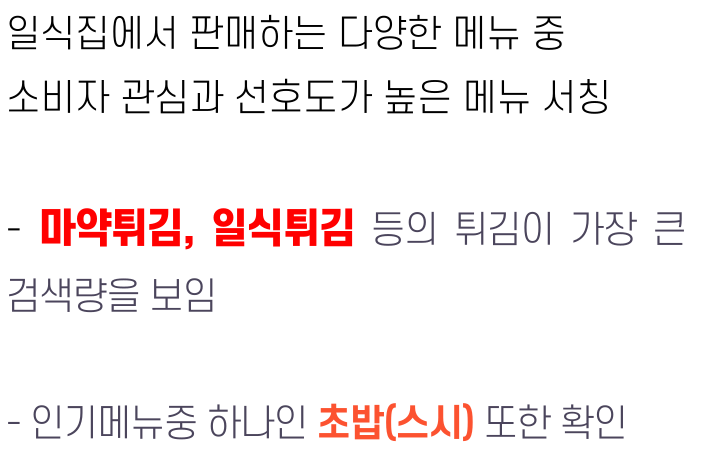 일식집에서 판매하는 다양한 메뉴 중
소비자 관심과 선호도가 높은 메뉴 서칭
- 마약튀김, 일식튀김 등의 튀김이 가장 큰
검색량을 보임
- 인기메뉴중 하나인 초밥(스시) 또한 확인